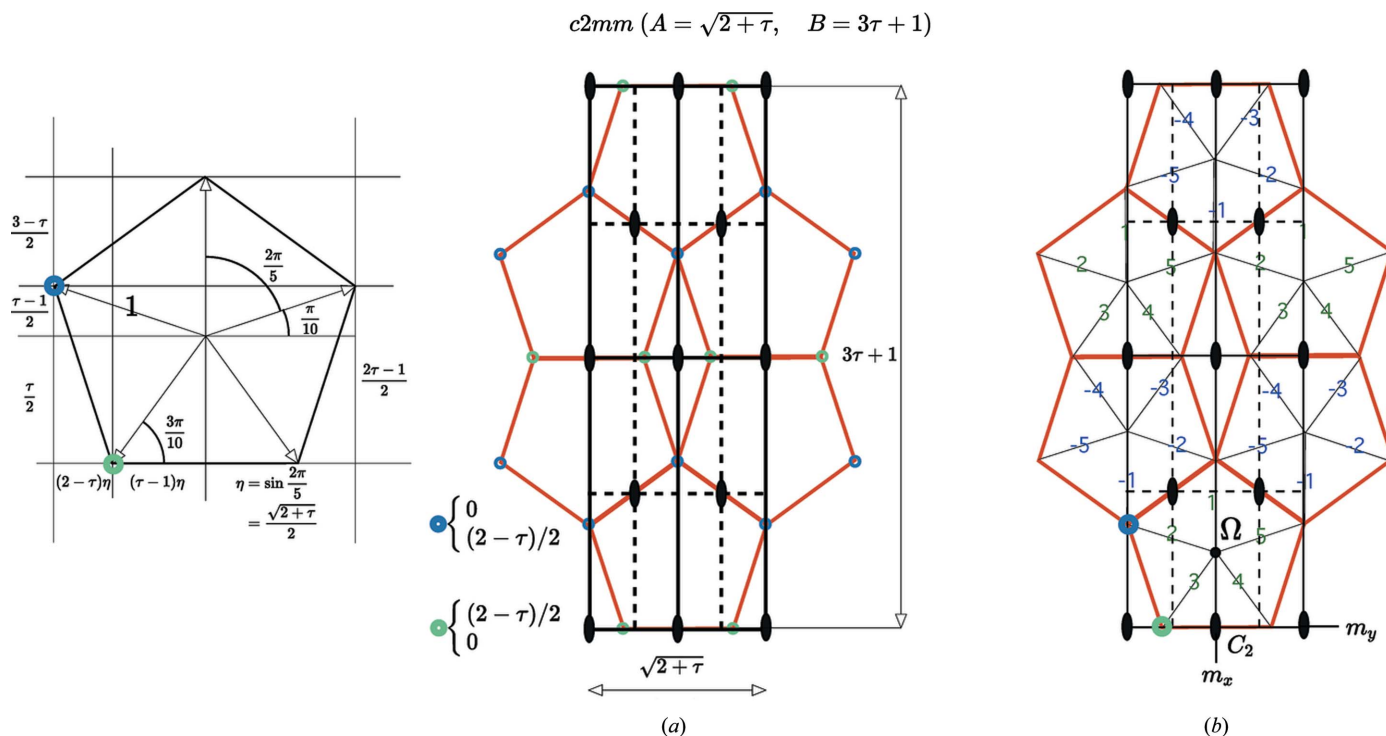 c2mm (A = √(2 + τ), B = 3τ + 1)
(3 − τ)/2
(τ − 1)/2
τ/2
1
2π/5
π/10
3π/10
(2τ − 1)/2
(2−τ)η (τ−1)η η = sin 2π/5
= √(2 + τ)/2
3τ + 1
{ 0
(2 − τ)/2
{ (2 − τ)/2
0
√(2 + τ)
(a)
-4 -3
-5 -2
-1
1 1
2 5 2 5
3 4 3 4
-4 -3 -4 -3
-5 -2 -5 -2
-1 -1
1
2 Ω 5
3 4
m_y
C_2
m_x
(b)